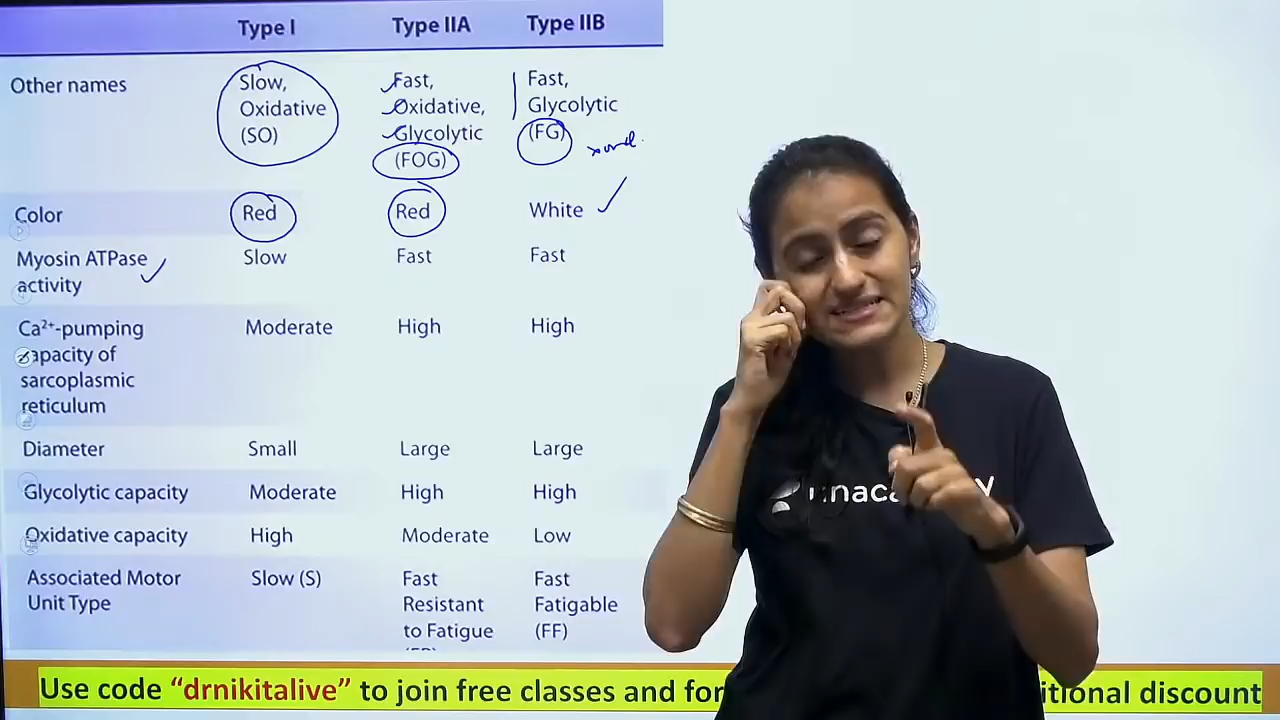 Type I Type IIA Type IIB
Other names Slow, Fast, Fast,
Oxidative Oxidative, Glycolytic
(SO) Glycolytic (FG)
(FOG)
Color Red Red White
Myosin ATPase Slow Fast Fast
activity
Ca²⁺-pumping Moderate High High
capacity of
sarcoplasmic
reticulum
Diameter Small Large Large
Glycolytic capacity Moderate High High
Oxidative capacity High Moderate Low
Associated Motor Slow (S) Fast Fast
Unit Type Resistant Fatigable
to Fatigue (FF)
Use code “drnikitalive” to join free classes and for itional discount